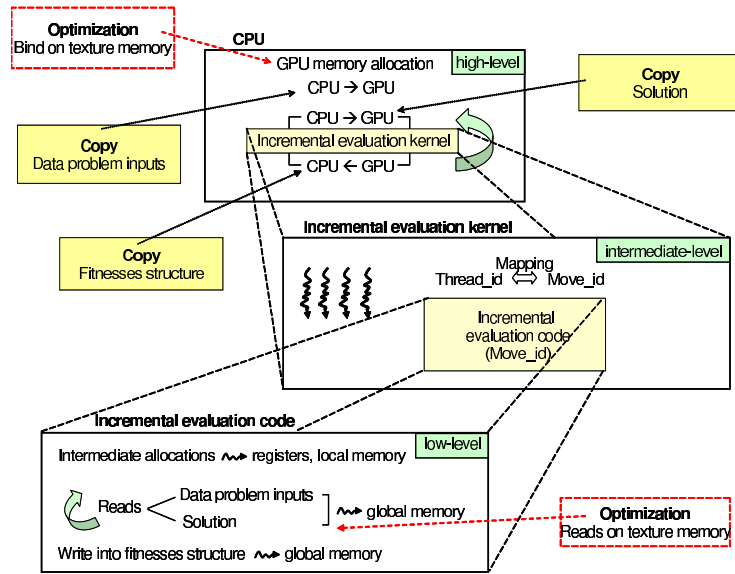 Optimization
Bind on texture memory
CPU
GPU memory allocation
high-level
CPU → GPU
Copy
Solution
CPU → GPU
Incremental evaluation kernel
CPU ← GPU
Copy
Data problem inputs
Copy
Fitnesses structure
Incremental evaluation kernel
intermediate-level
Mapping
Thread_id ⇔ Move_id
Incremental
evaluation code
(Move_id)
Incremental evaluation code
low-level
Intermediate allocations registers, local memory
Reads
Data problem inputs
Solution
global memory
Write into fitnesses structure global memory
Optimization
Reads on texture memory